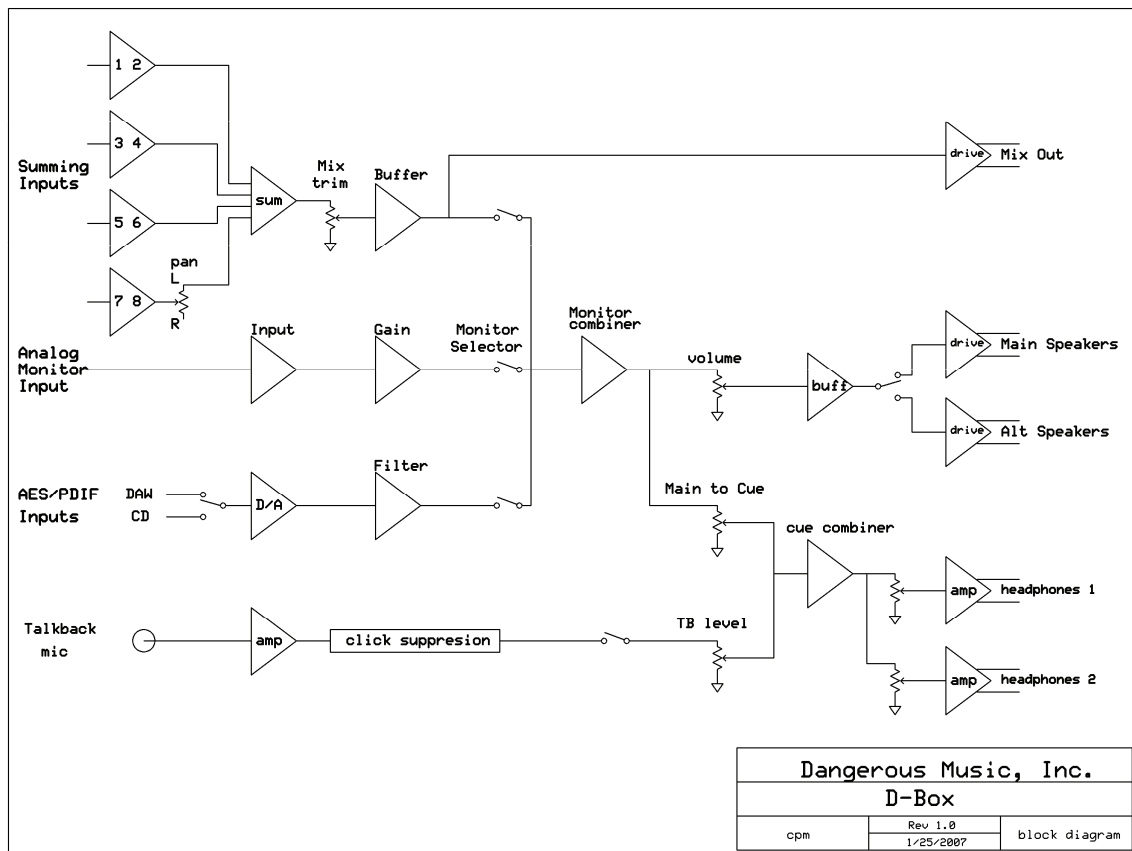 1 2
3 4
Summing
Inputs
5 6
7 8
sum
Mix
trim
Buffer
drive
Mix Out
pan
L
R
Analog
Monitor
Input
Input
Gain
Monitor
Selector
Monitor
combiner
volume
buff
drive
Main Speakers
drive
Alt Speakers
AES/PDIF
Inputs
DAW
CD
D/A
Filter
Main to Cue
cue combiner
amp
headphones 1
Talkback
mic
amp
click suppresion
TB level
amp
headphones 2
Dangerous Music, Inc.
D-Box
cpm
Rev 1.0
1/25/2007
block diagram